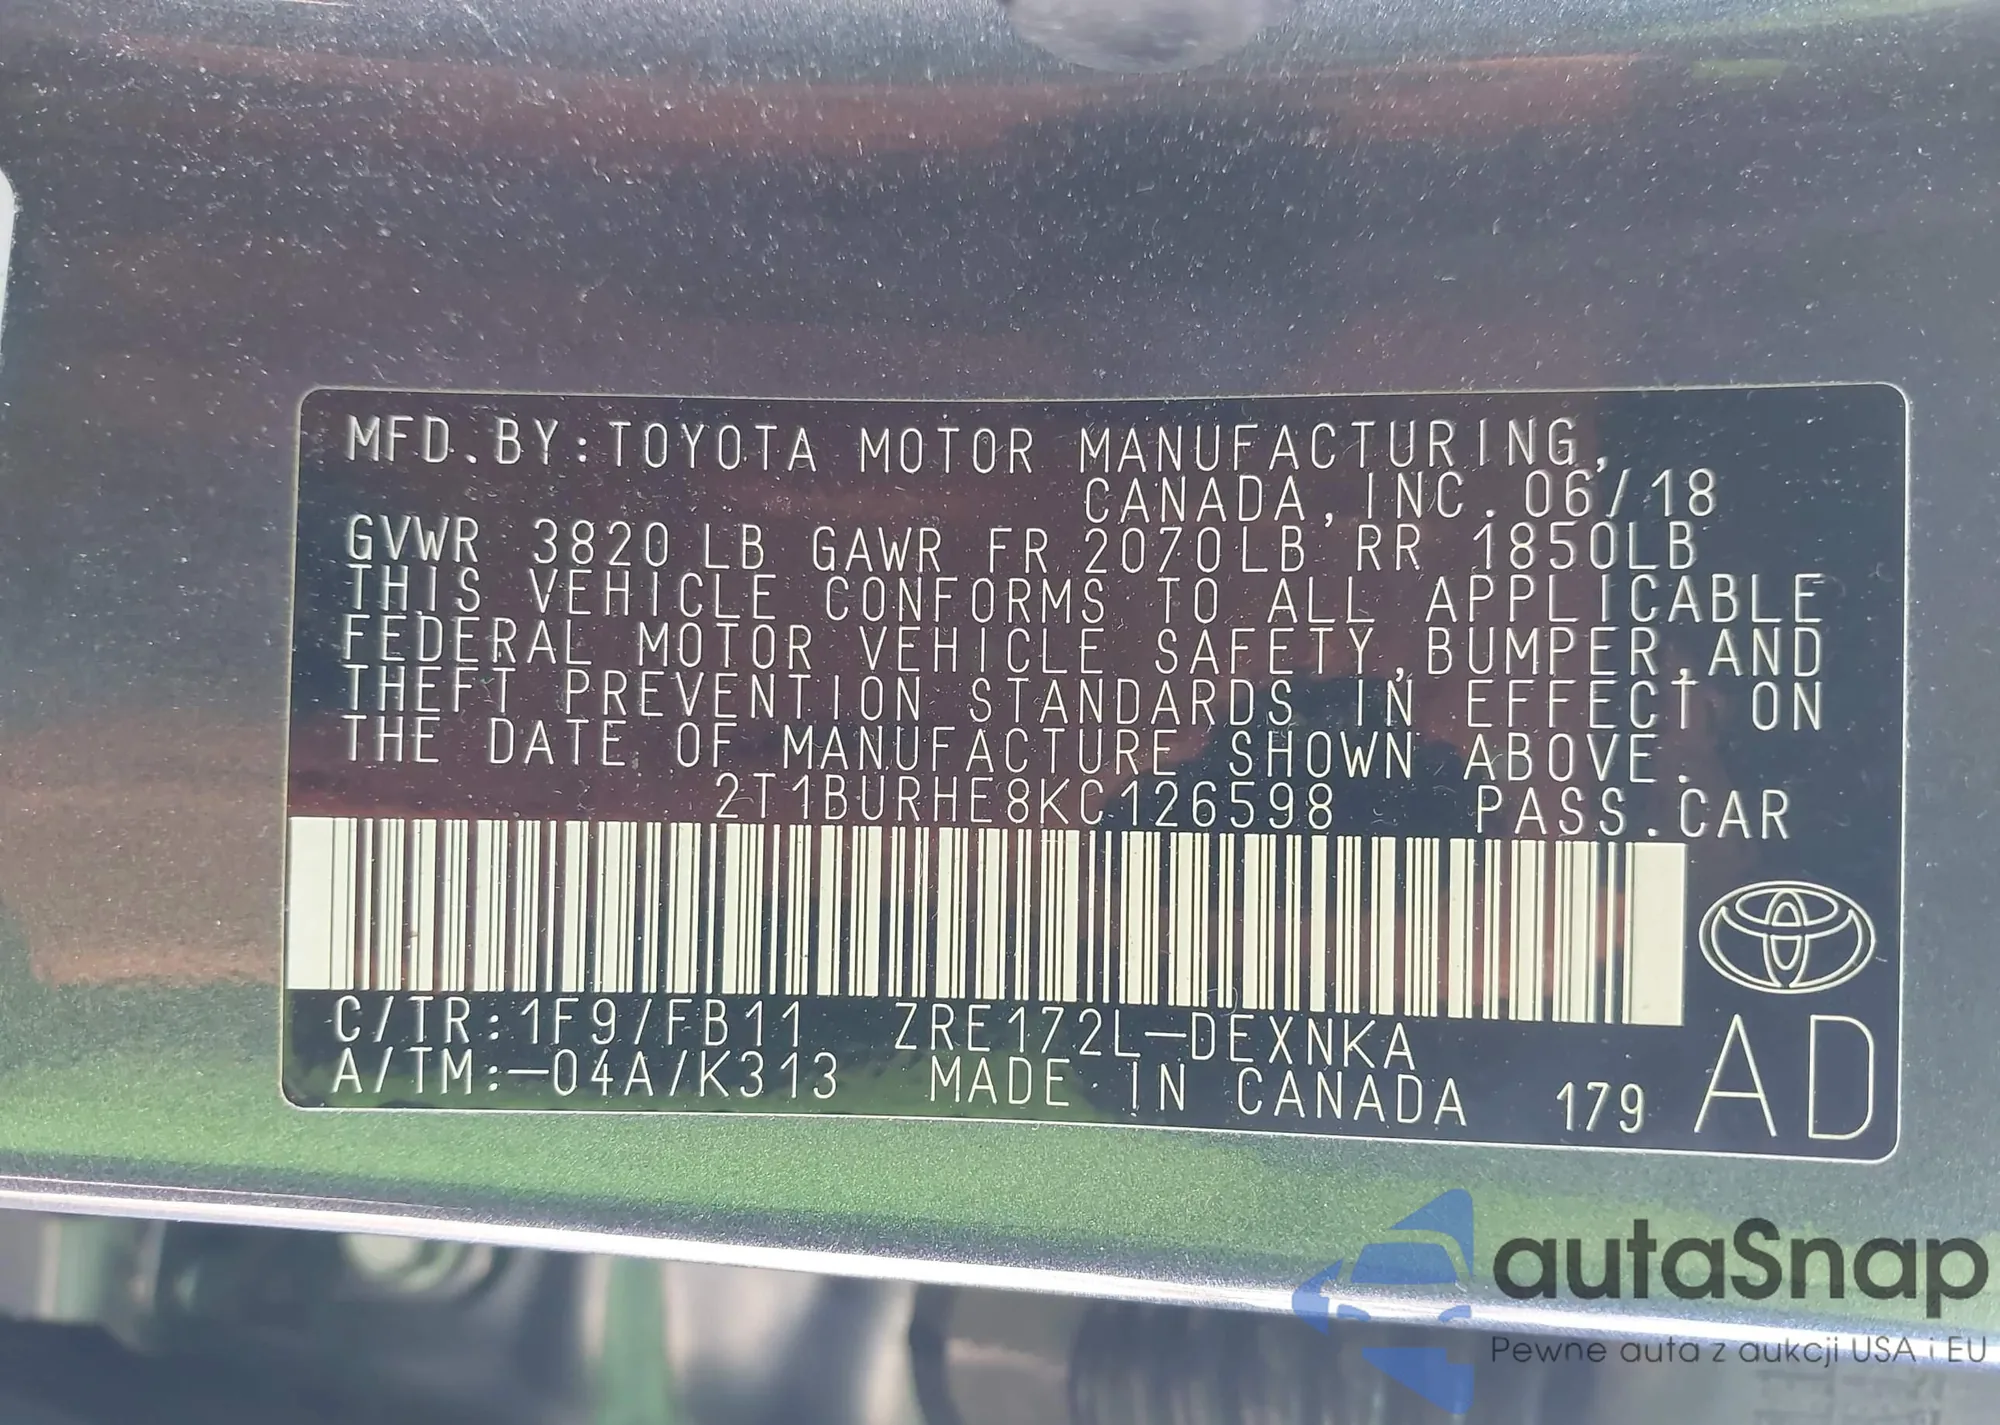 MFD.BY:TOYOTA MOTOR MANUFACTURING,
CANADA,INC.06/18
GVWR 3820LB GAWR FR 2070LB RR 1850LB
THIS VEHICLE CONFORMS TO ALL APPLICABLE
FEDERAL MOTOR VEHICLE SAFETY,BUMPER,AND
THEFT PREVENTION STANDARDS IN EFFECT ON
THE DATE OF MANUFACTURE SHOWN ABOVE.
2T1BURHE8KC126598 PASS.CAR
C/TR:1F9/FB11 ZRE172L-DEXNKA
A/TM:-04A/K313 MADE IN CANADA 179 AD
autaSnap
Pewne auta z aukcji USA i EU